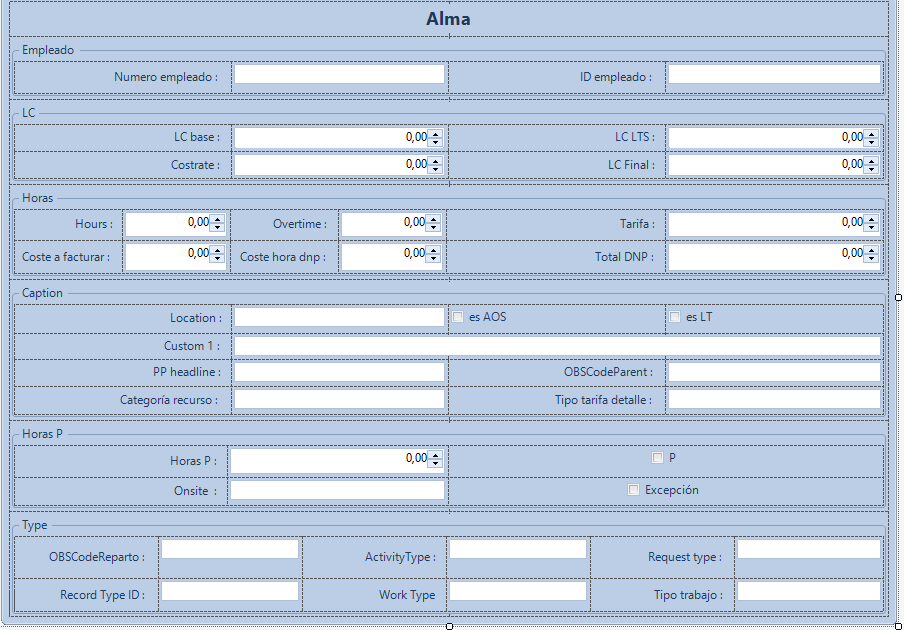 Alma
Empleado
Numero empleado : ID empleado :
LC
LC base : 0,00 LC LTS : 0,00
Costrate : 0,00 LC Final : 0,00
Horas
Hours : 0,00 Overtime : 0,00 Tarifa : 0,00
Coste a facturar : 0,00 Coste hora dnp : 0,00 Total DNP : 0,00
Caption
Location : es AOS es LT
Custom 1 :
PP headline : OBSCodeParent :
Categoría recurso : Tipo tarifa detalle :
Horas P
Horas P : 0,00 P
Onsite : Excepción
Type
OBSCodeReparto : ActivityType : Request type :
Record Type ID : Work Type Tipo trabajo :